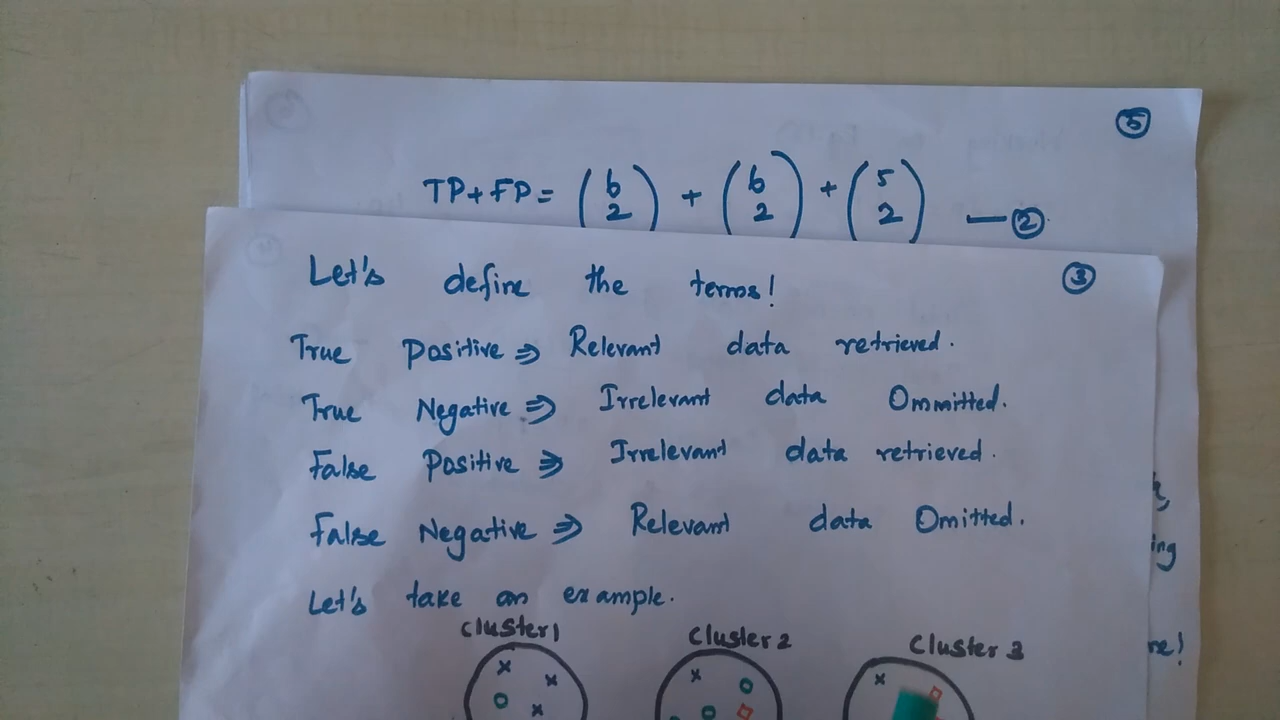 5
TP + FP = (6 2) + (6 2) + (5 2) — 2
3
Let's define the terms!
True Positive ⇒ Relevant data retrieved.
True Negative ⇒ Irrelevant data Ommitted.
False Positive ⇒ Irrelevant data retrieved.
False Negative ⇒ Relevant data Omitted.
Let's take an example.
Cluster 1 Cluster 2 Cluster 3
ing
re!